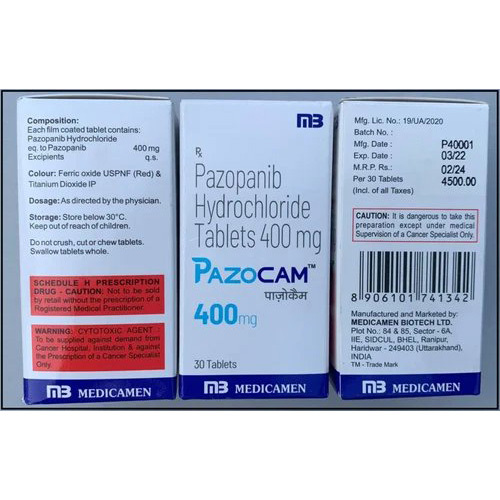 Composition:
Each film coated tablet contains:
Pazopanib Hydrochloride
eq. to Pazopanib 400 mg
Excipients q.s.
Colour: Ferric oxide USPNF (Red) &
Titanium Dioxide IP
Dosage: As directed by the physician.
Storage: Store below 30°C.
Keep out of reach of children.
Do not crush, cut or chew tablets.
Swallow tablets whole.
SCHEDULE H PRESCRIPTION
DRUG - CAUTION: Not to be sold
by retail without the prescription of a
Registered Medical Practitioner.
WARNING: CYTOTOXIC AGENT
To be supplied against demand from
Cancer Hospital, Institution & against
the Prescription of a Cancer Specialist
Only.
MB MEDICAMEN
MB
Rx
Pazopanib
Hydrochloride
Tablets 400 mg
PAZOCAM™
पाज़ोकैम
400mg
30 Tablets
MB MEDICAMEN
Mfg. Lic. No.: 19/UA/2020
Batch No. :
Mfg. Date : P40001
Exp. Date : 03/22
M.R.P. Rs.: 02/24
Per 30 Tablets 4500.00
(Incl. of all Taxes)
CAUTION: It is dangerous to take this
preparation except under medical
Supervision of a Cancer Specialist Only.
8 906101 741342
Manufactured and Marketed by:
MEDICAMEN BIOTECH LTD.
Plot No.: 84 & 85, Sector - 6A,
IIE, SIDCUL, BHEL, Ranipur,
Haridwar - 249403 (Uttarakhand),
INDIA
TM - Trade Mark
MB MEDICAMEN